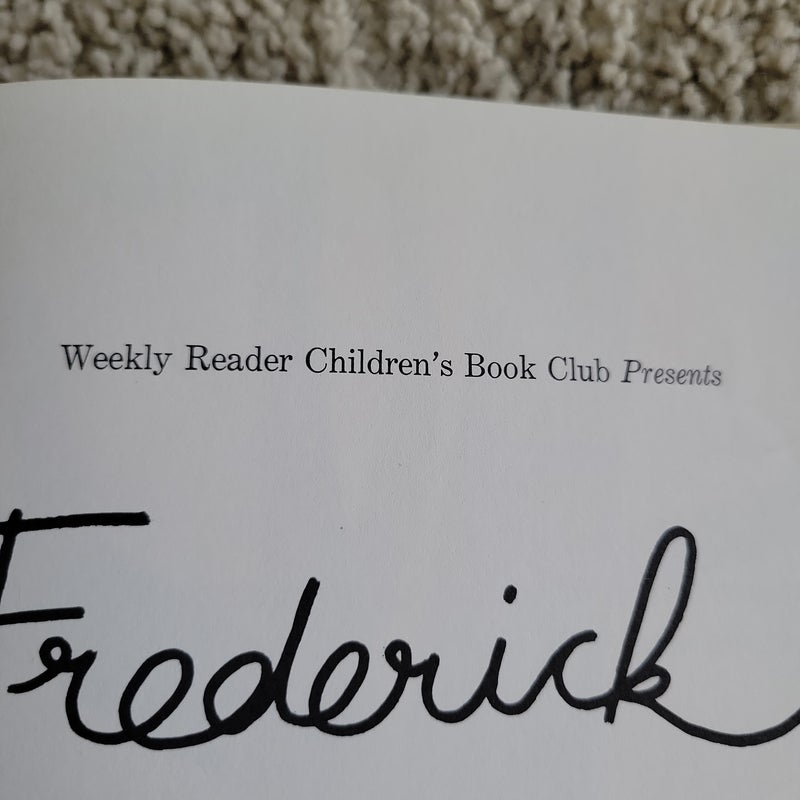 Weekly Reader Children's Book Club Presents
Frederick